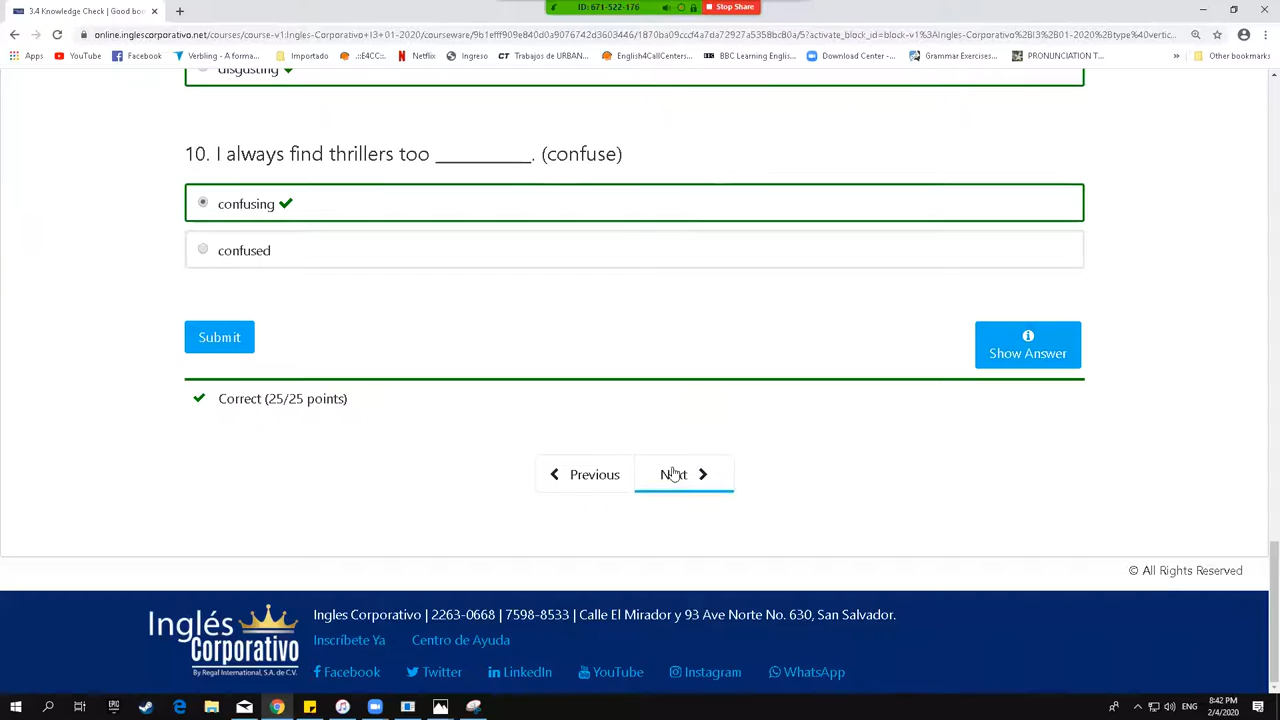 ID: 671-522-176 Stop Share
3.4 Knowledge Check | Good bo
online.inglescorporativo.net/courses/course-v1:Ingles-Corporativo+I3+01-2020/courseware/9b1efff909e840d0a9076742d3603446/1870ba09cccf4a7da72927a5358bc80a/5?activate_block_id=block-v1%3AIngles-Corporativo%2BI3%2B01-2020%2Btype%40vertic...
Apps YouTube Facebook Verbling - A forma... Importado .::E4CC::. Netflix Ingreso CT Trabajos de URBAN... English4CallCenters... BBC Learning Engli... Download Center -... Grammar Exercises... PRONUNCIATION T... » Other bookmarks
disgusting
10. I always find thrillers too _________. (confuse)
confusing
confused
Submit
Show Answer
Correct (25/25 points)
Previous Next
© All Rights Reserved
Inglés Corporativo
By Regal International, S.A. de C.V.
Ingles Corporativo | 2263-0668 | 7598-8533 | Calle El Mirador y 93 Ave Norte No. 630, San Salvador.
Inscríbete Ya Centro de Ayuda
Facebook Twitter LinkedIn YouTube Instagram WhatsApp
EPIC
ENG
8:42 PM
2/4/2020